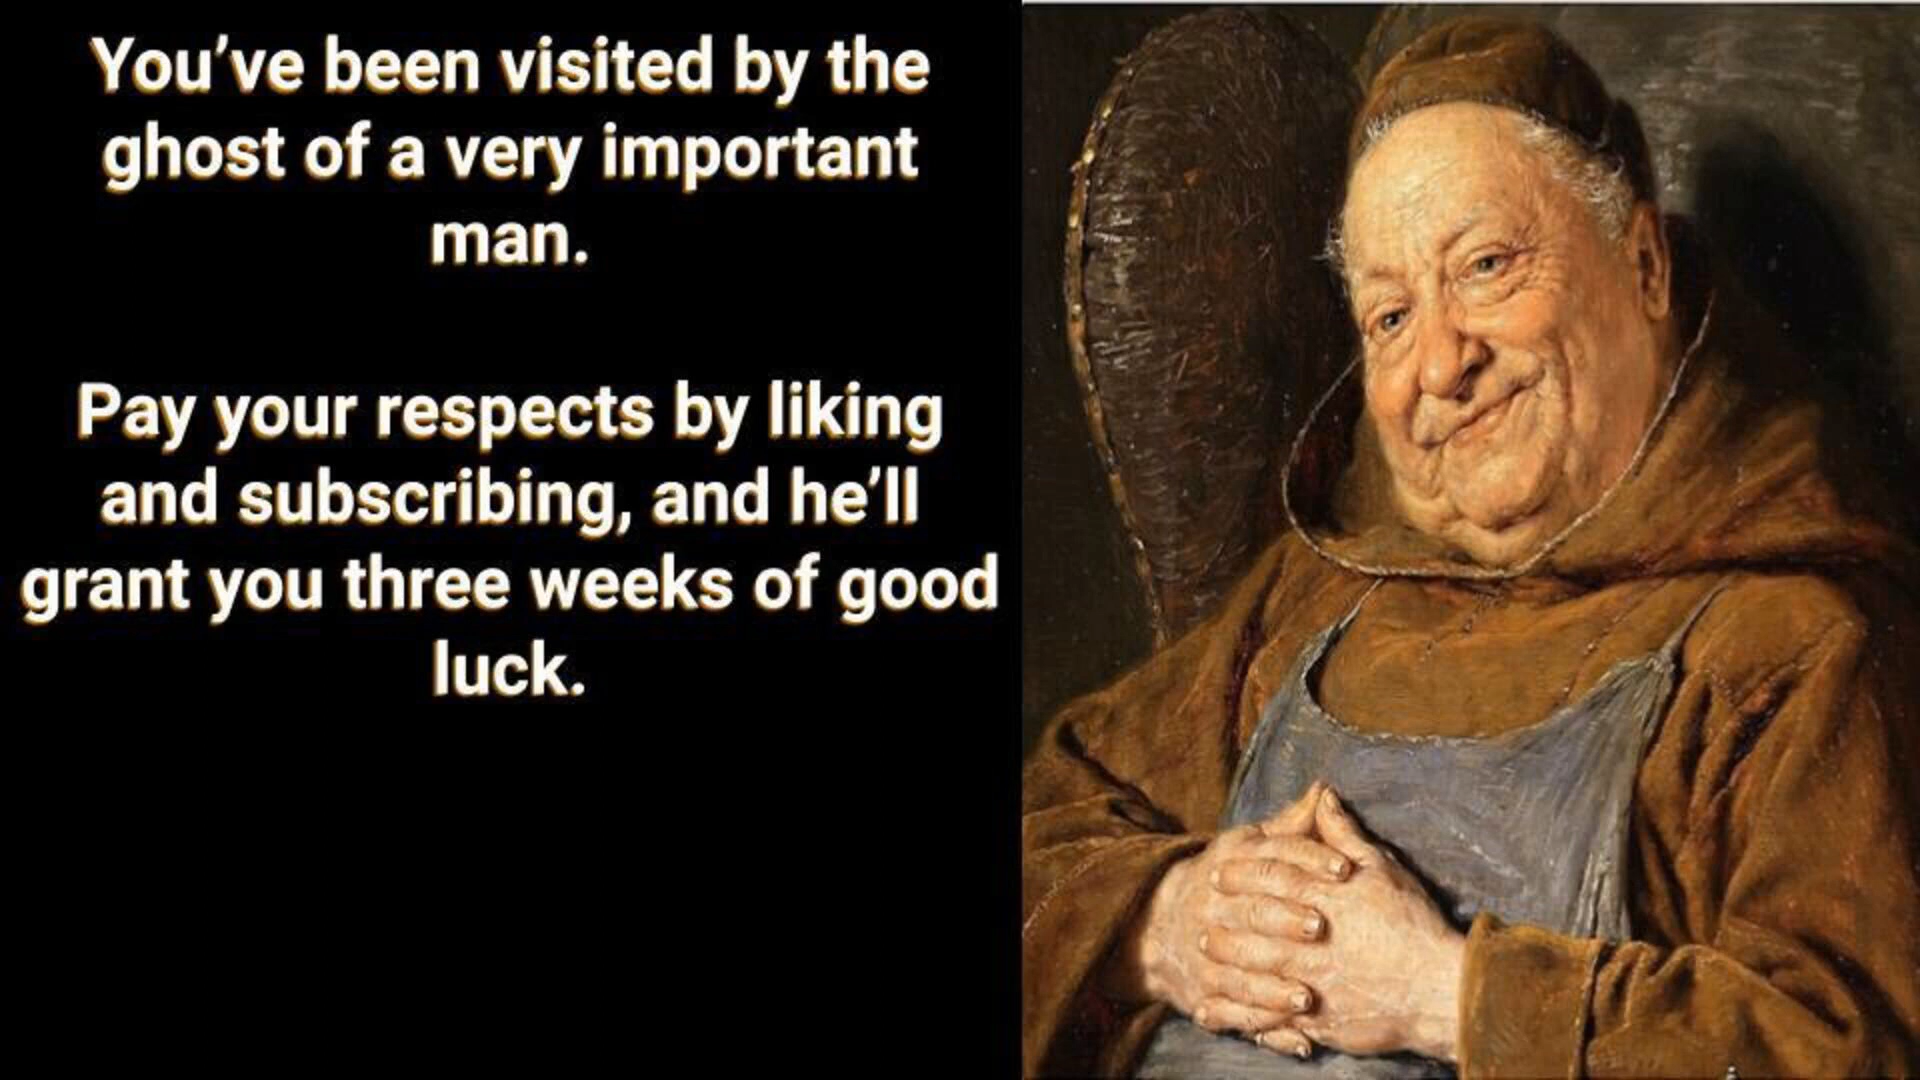 You’ve been visited by the
ghost of a very important
man.
Pay your respects by liking
and subscribing, and he’ll
grant you three weeks of good
luck.